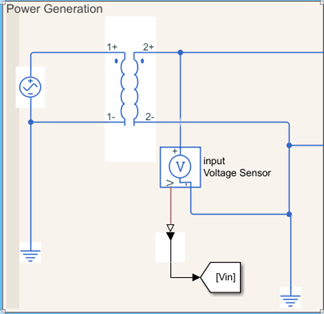 Power Generation
1+ 2+
1- 2-
+
V
input
Voltage Sensor
V
-
[Vin]